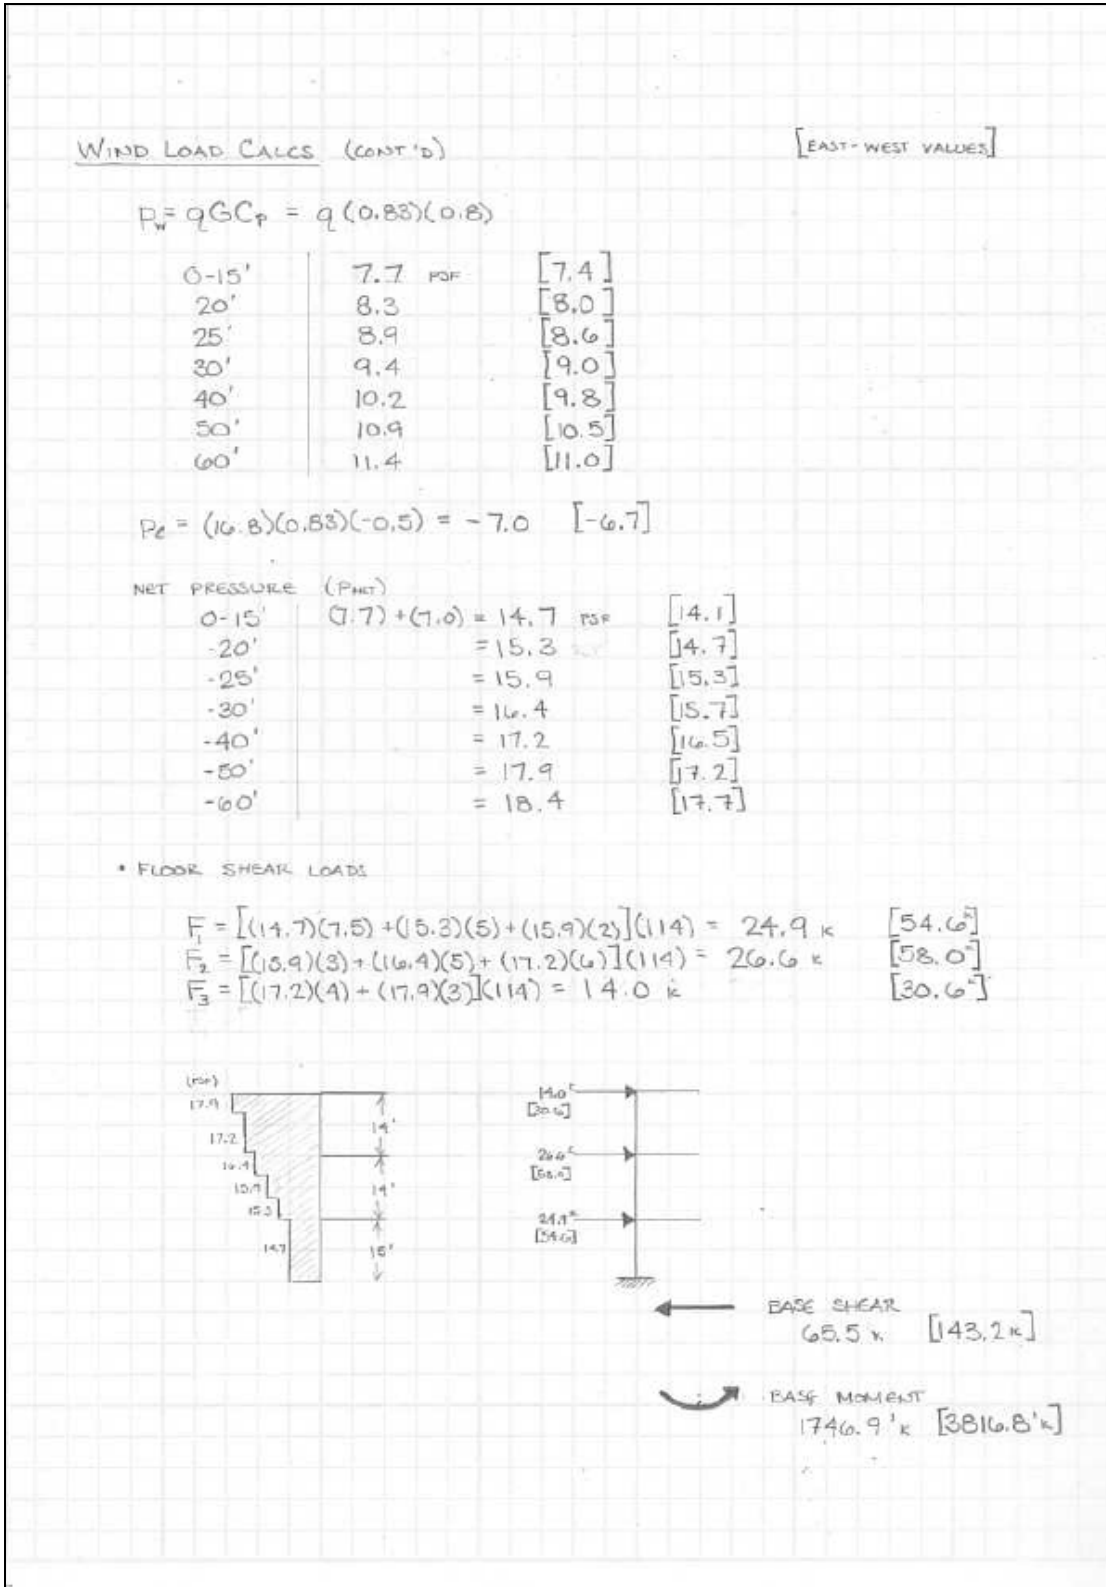 WIND LOAD CALCS (CONT'D) [EAST-WEST VALUES]
Pw = qGCp = q(0.83)(0.8)
0-15' 7.7 PSF [7.4]
20' 8.3 [8.0]
25' 8.9 [8.6]
30' 9.4 [9.0]
40' 10.2 [9.8]
50' 10.9 [10.5]
60' 11.4 [11.0]
Pℓ = (16.8)(0.83)(-0.5) = -7.0 [-6.7]
NET PRESSURE (PNET)
0-15' (7.7)+(7.0) = 14.7 PSF [14.1]
-20' = 15.3 [14.7]
-25' = 15.9 [15.3]
-30' = 16.4 [15.7]
-40' = 17.2 [16.5]
-50' = 17.9 [17.2]
-60' = 18.4 [17.7]
• FLOOR SHEAR LOADS
F1 = [(14.7)(7.5)+(15.3)(5)+(15.9)(2)](114) = 24.9 k [54.6k]
F2 = [(15.9)(3)+(16.4)(5)+(17.2)(6)](114) = 26.6 k [58.0k]
F3 = [(17.2)(4)+(17.9)(3)](114) = 14.0 k [30.6k]
(PSF)
17.9
17.2
16.4
15.9
15.3
14.7
14'
14'
15'
14.0k
[30.6]
26.6k
[58.0]
24.9k
[54.6]
BASE SHEAR
65.5 k [143.2k]
BASE MOMENT
1746.9'k [3816.8'k]